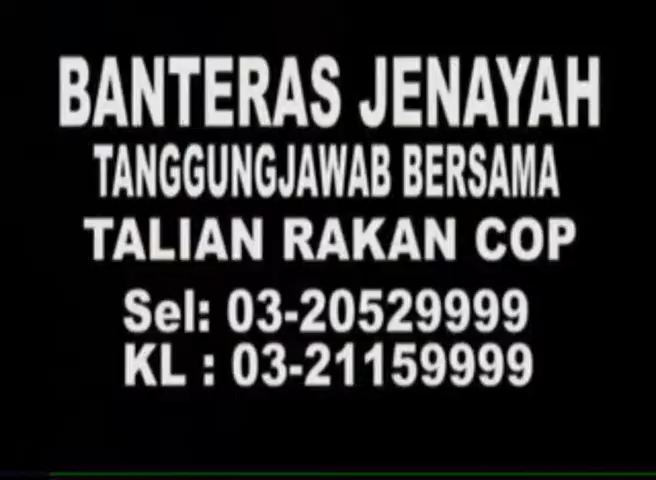 BANTERAS JENAYAH
TANGGUNGJAWAB BERSAMA
TALIAN RAKAN COP
Sel: 03-20529999
KL : 03-21159999